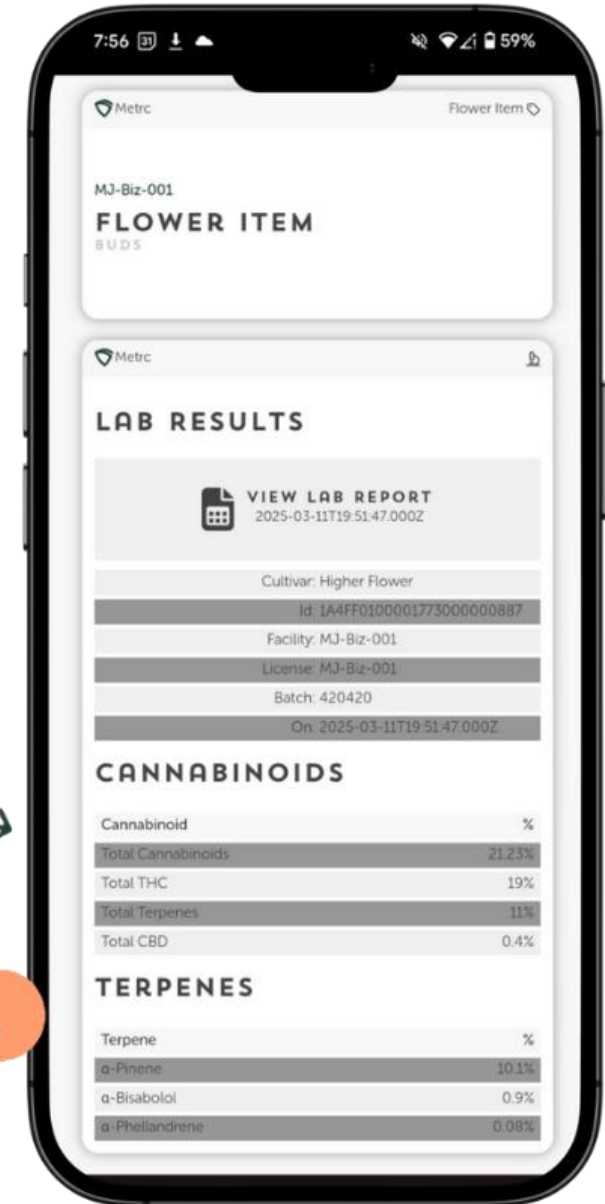 7:56 31 59%
Metrc Flower Item
MJ-Biz-001
FLOWER ITEM
BUDS
Metrc
LAB RESULTS
VIEW LAB REPORT
2025-03-11T19:51:47.000Z
Cultivar: Higher Flower
Id: 1A4FF0100001773000000887
Facility: MJ-Biz-001
License: MJ-Biz-001
Batch: 420420
On: 2025-03-11T19:51:47.000Z
CANNABINOIDS
Cannabinoid %
Total Cannabinoids 21.23%
Total THC 19%
Total Terpenes 11%
Total CBD 0.4%
TERPENES
Terpene %
α-Pinene 10.1%
α-Bisabolol 0.9%
α-Phellandrene 0.08%